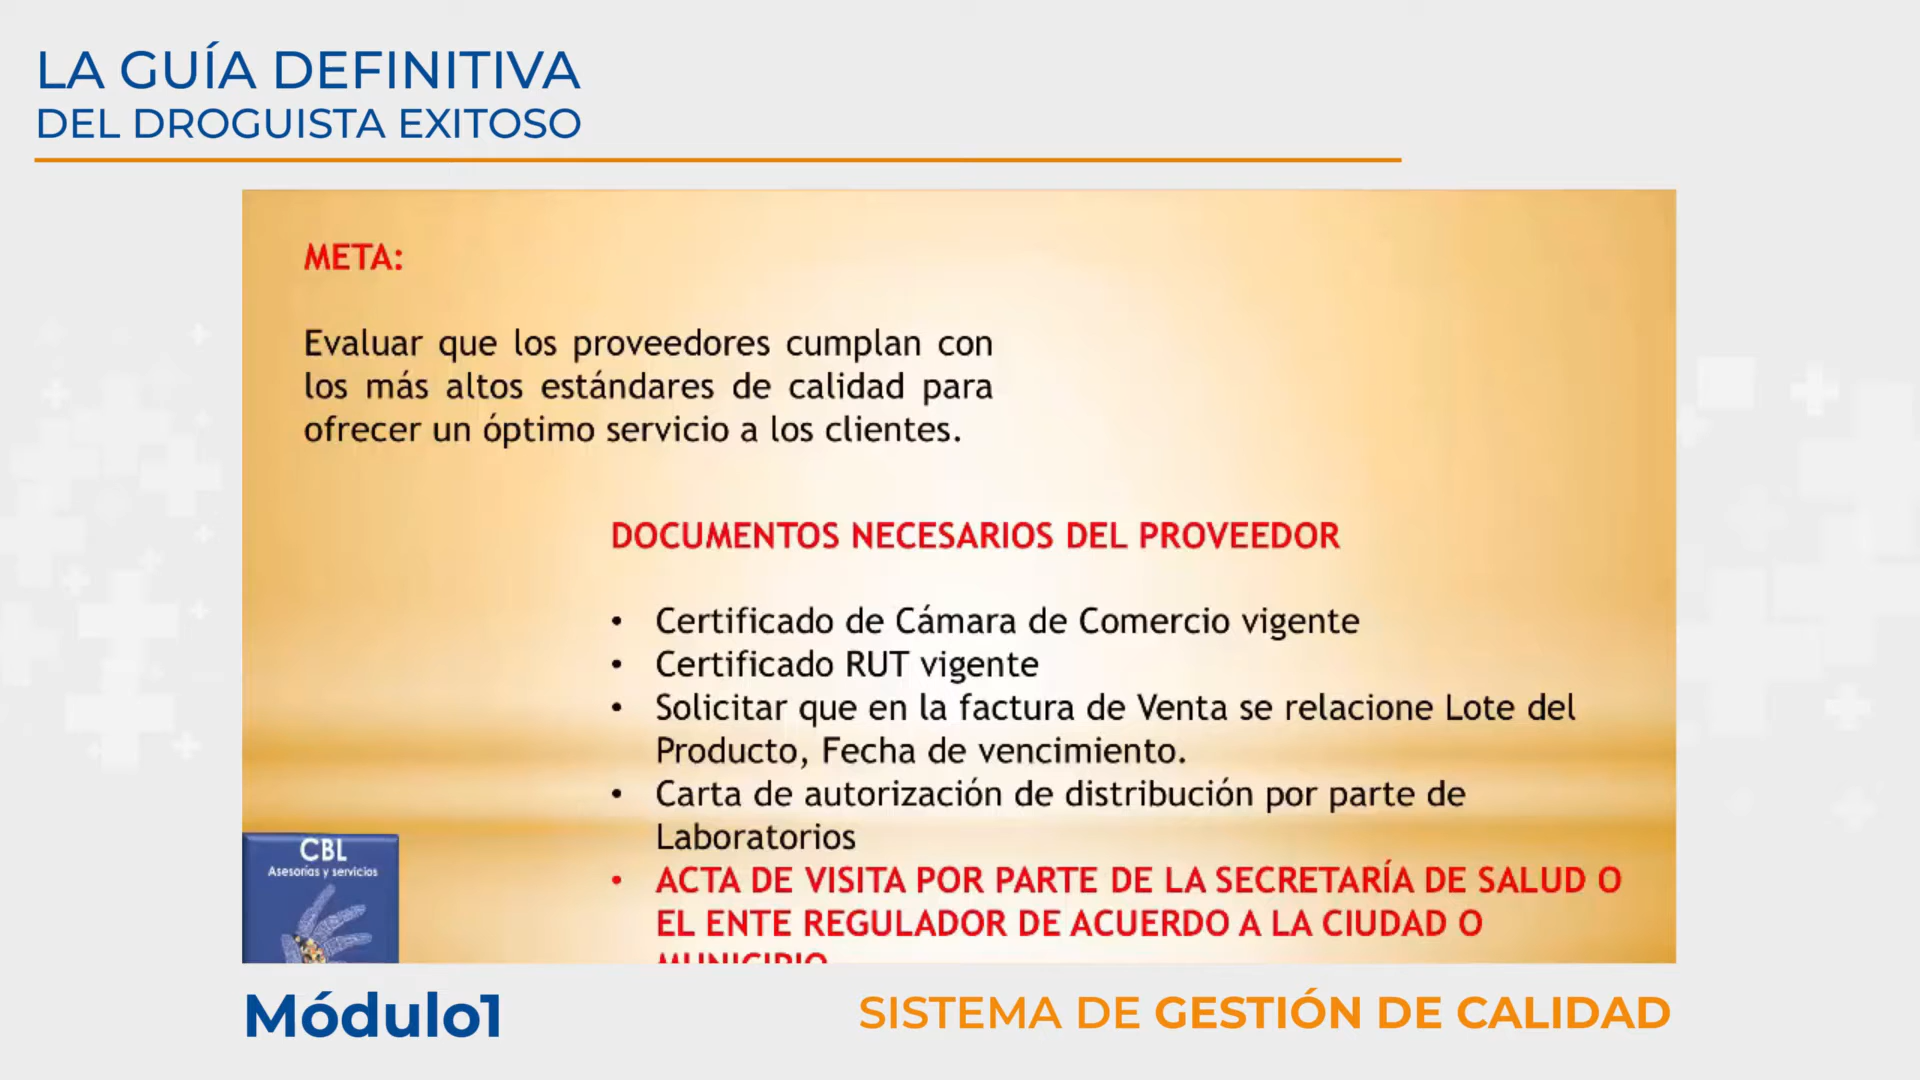 LA GUÍA DEFINITIVA
DEL DROGUISTA EXITOSO
META:
Evaluar que los proveedores cumplan con
los más altos estándares de calidad para
ofrecer un óptimo servicio a los clientes.
DOCUMENTOS NECESARIOS DEL PROVEEDOR
• Certificado de Cámara de Comercio vigente
• Certificado RUT vigente
• Solicitar que en la factura de Venta se relacione Lote del
Producto, Fecha de vencimiento.
• Carta de autorización de distribución por parte de
Laboratorios
• ACTA DE VISITA POR PARTE DE LA SECRETARÍA DE SALUD O
EL ENTE REGULADOR DE ACUERDO A LA CIUDAD O
MUNICIPIO
CBL
Asesorías y servicios
Módulo1
SISTEMA DE GESTIÓN DE CALIDAD